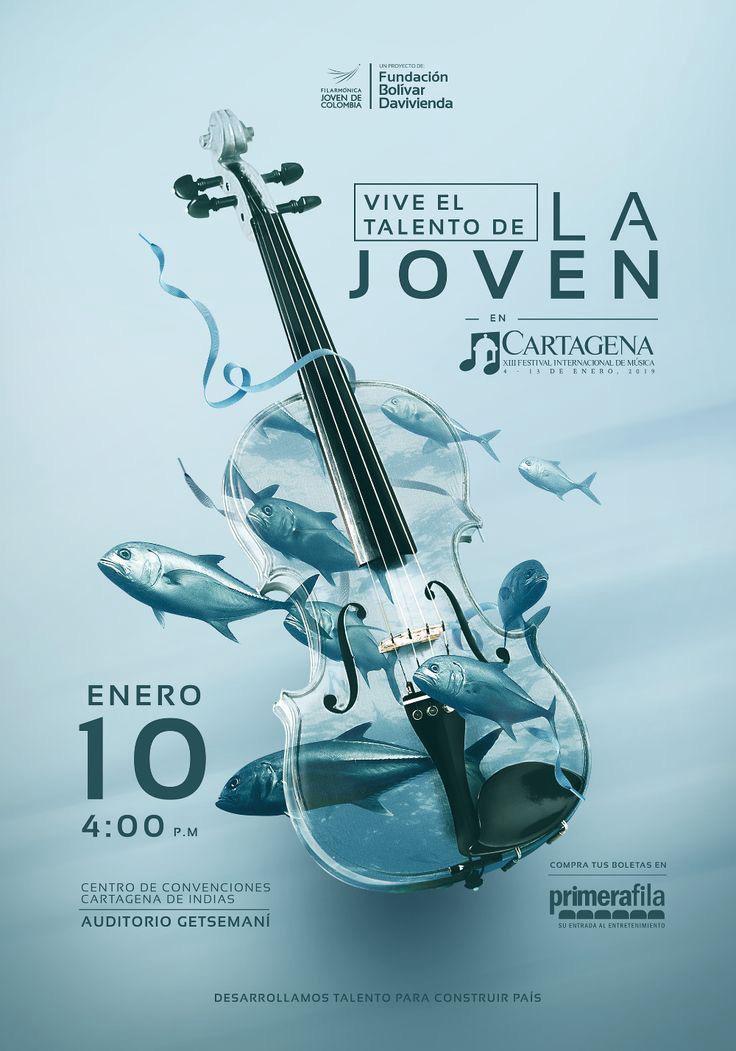 FILARMÓNICA
JOVEN DE
COLOMBIA
UN PROYECTO DE:
Fundación
Bolívar
Davivienda
VIVE EL
TALENTO DE
LA
JOVEN
EN
CARTAGENA
XIII FESTIVAL INTERNACIONAL DE MÚSICA
4 - 13 DE ENERO, 2019
ENERO
10
4:00 P.M
CENTRO DE CONVENCIONES
CARTAGENA DE INDIAS
AUDITORIO GETSEMANÍ
COMPRA TUS BOLETAS EN
primerafila
SU ENTRADA AL ENTRETENIMIENTO
DESARROLLAMOS TALENTO PARA CONSTRUIR PAÍS